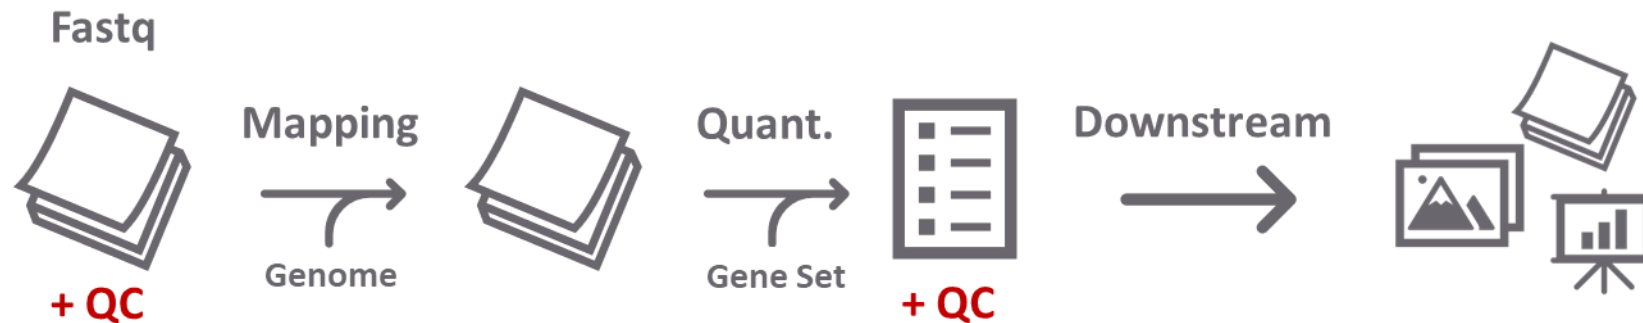 Fastq
Mapping
Quant.
Downstream
Genome
Gene Set
+ QC
+ QC